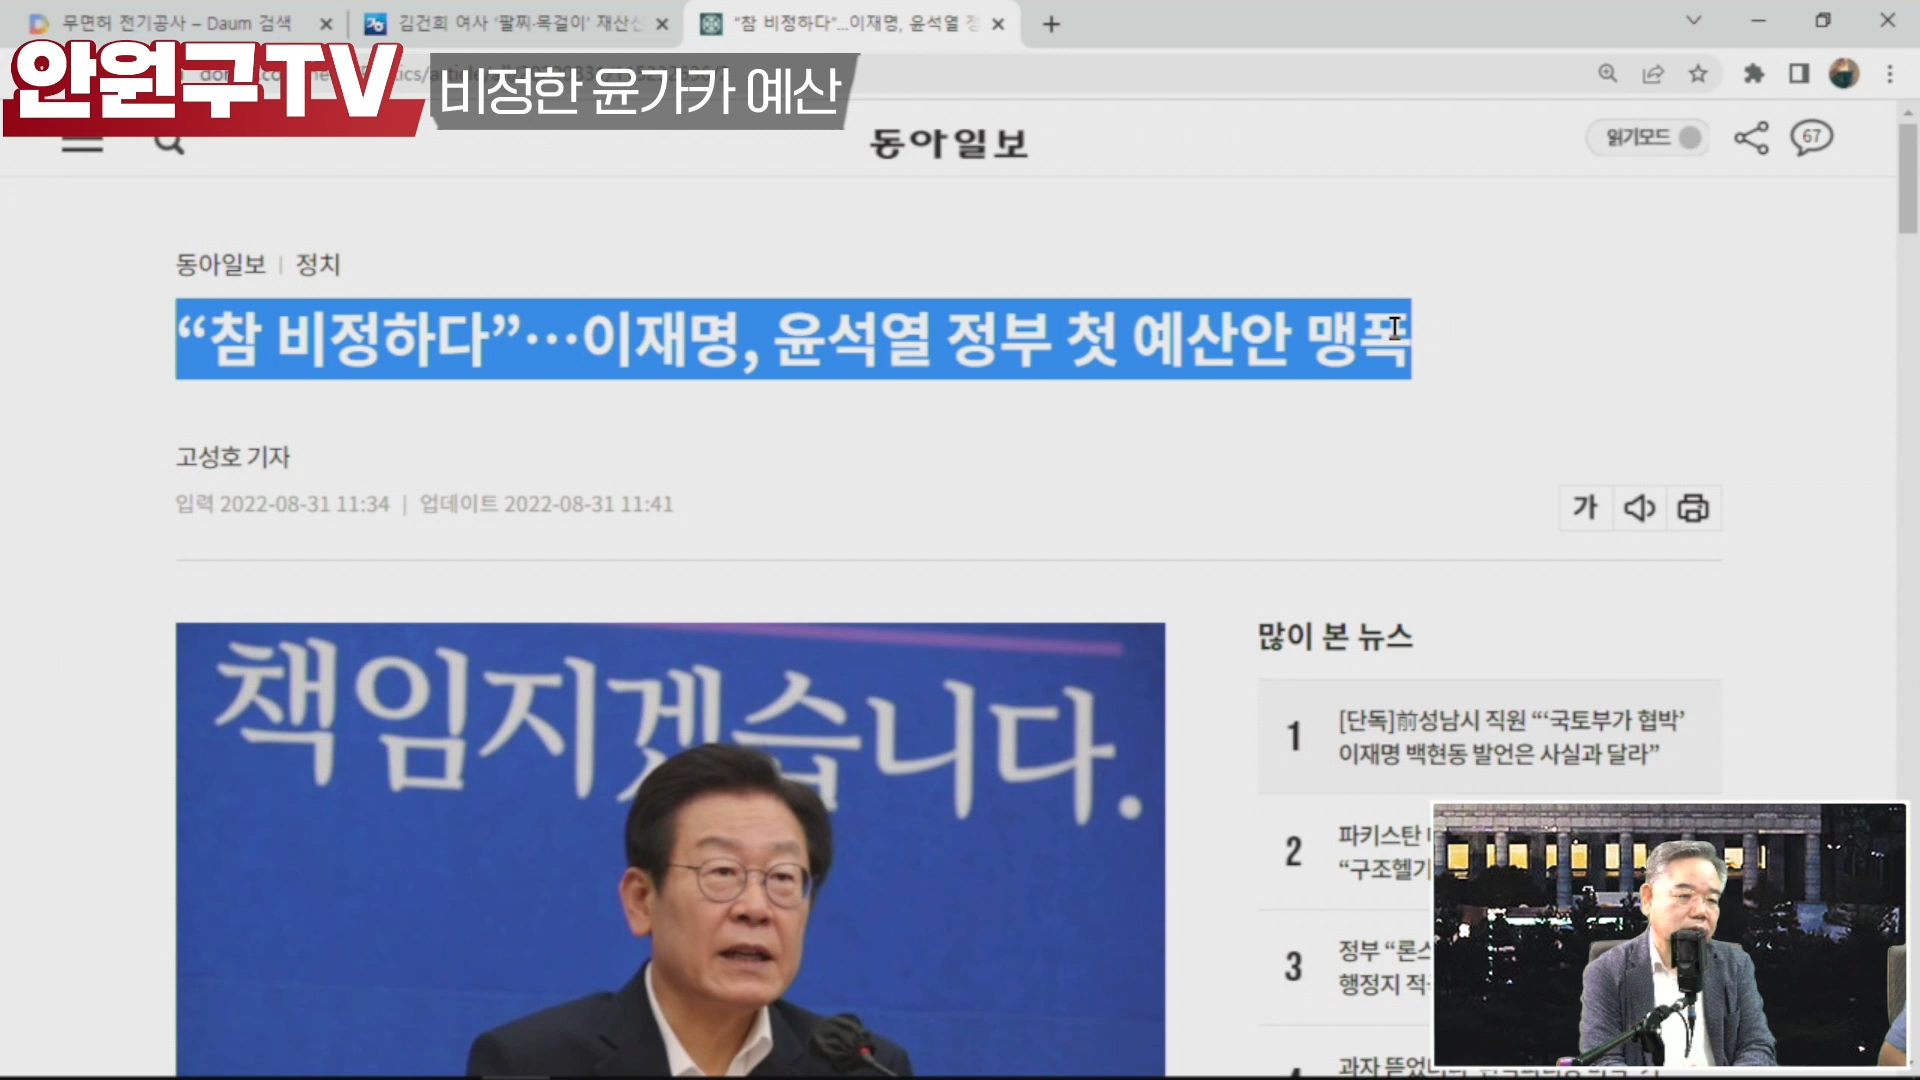 무면허 전기공사 – Daum 검색
김건희 여사 '팔찌·목걸이' 재산신
"참 비정하다"...이재명, 윤석열 정
안원구TV
비정한 윤가카 예산
동아일보
읽기모드
67
동아일보 | 정치
“참 비정하다”…이재명, 윤석열 정부 첫 예산안 맹폭
고성호 기자
입력 2022-08-31 11:34 | 업데이트 2022-08-31 11:41
가
책임지겠습니다.
많이 본 뉴스
1
[단독]前성남시 직원 “‘국토부가 협박’
이재명 백현동 발언은 사실과 달라”
2
파키스탄
“구조헬기
3
정부 “론스
행정지 적
과자 뜯었